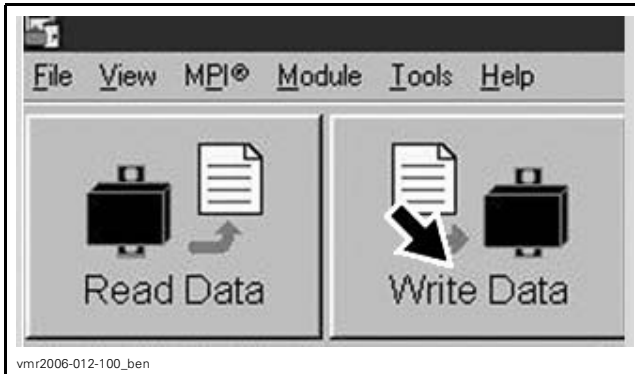 File View MPI® Module Tools Help
Read Data Write Data
vmr2006-012-100_ben